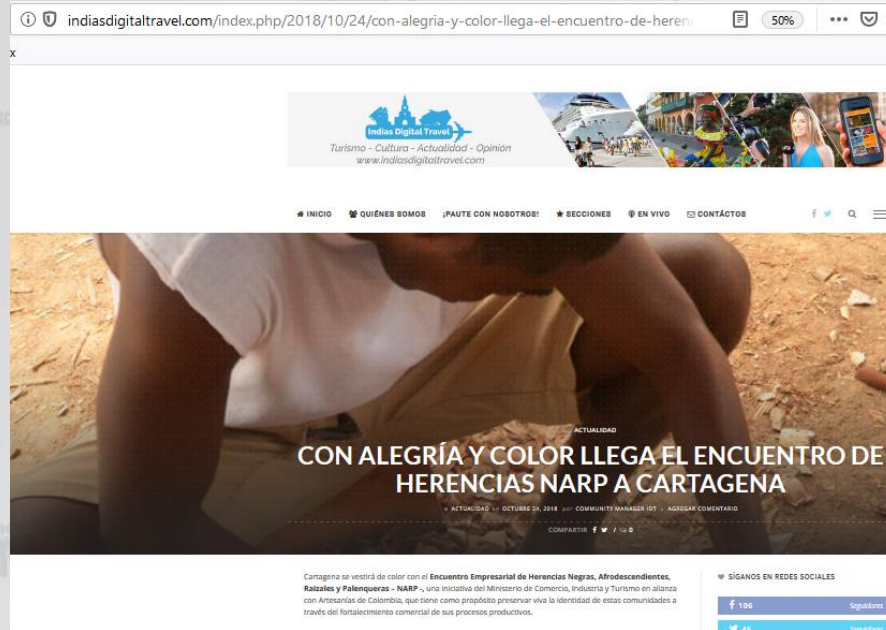 indiasdigitaltravel.com/index.php/2018/10/24/con-alegria-y-color-llega-el-encuentro-de-heren
50%
x
Indias Digital Travel
Turismo - Cultura - Actualidad - Opinión
www.indiasdigitaltravel.com
INICIO QUIÉNES SOMOS ¡PAUTE CON NOSOTROS! SECCIONES EN VIVO CONTÁCTOS
ACTUALIDAD
CON ALEGRÍA Y COLOR LLEGA EL ENCUENTRO DE
HERENCIAS NARP A CARTAGENA
ACTUALIDAD en OCTUBRE 24, 2018 por COMMUNITY MANAGER IDT AGREGAR COMENTARIO
COMPARTIR / 0
Cartagena se vestirá de color con el Encuentro Empresarial de Herencias Negras, Afrodescendientes,
Raizales y Palenqueras – NARP -, una iniciativa del Ministerio de Comercio, Industria y Turismo en alianza
con Artesanías de Colombia, que tiene como propósito preservar viva la identidad de estas comunidades a
través del fortalecimiento comercial de sus procesos productivos.
SÍGANOS EN REDES SOCIALES
106 Seguidores
46 Seguidores